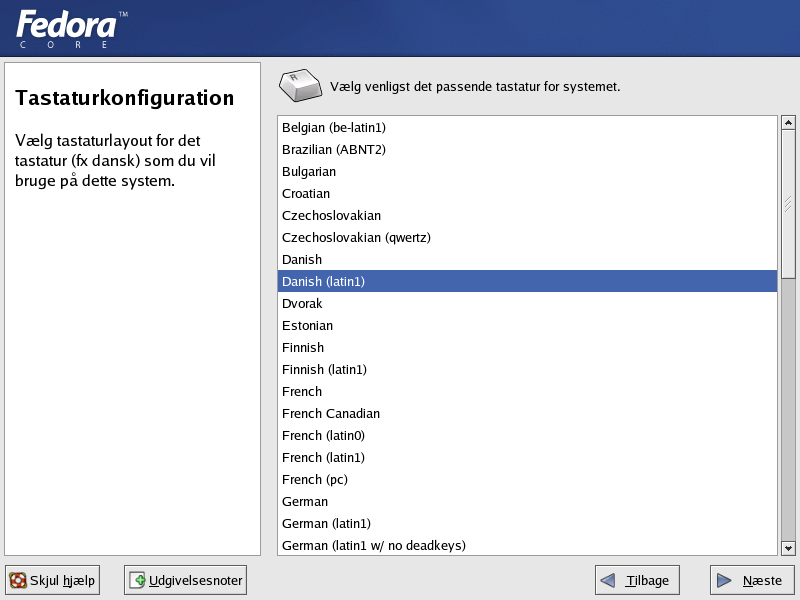 Fedora™
CORE
Tastaturkonfiguration
Vælg tastaturlayout for det
tastatur (fx dansk) som du vil
bruge på dette system.
R
Vælg venligst det passende tastatur for systemet.
Belgian (be-latin1)
Brazilian (ABNT2)
Bulgarian
Croatian
Czechoslovakian
Czechoslovakian (qwertz)
Danish
Danish (latin1)
Dvorak
Estonian
Finnish
Finnish (latin1)
French
French Canadian
French (latin0)
French (latin1)
French (pc)
German
German (latin1)
German (latin1 w/ no deadkeys)
Skjul hjælp
Udgivelsesnoter
Tilbage
Næste